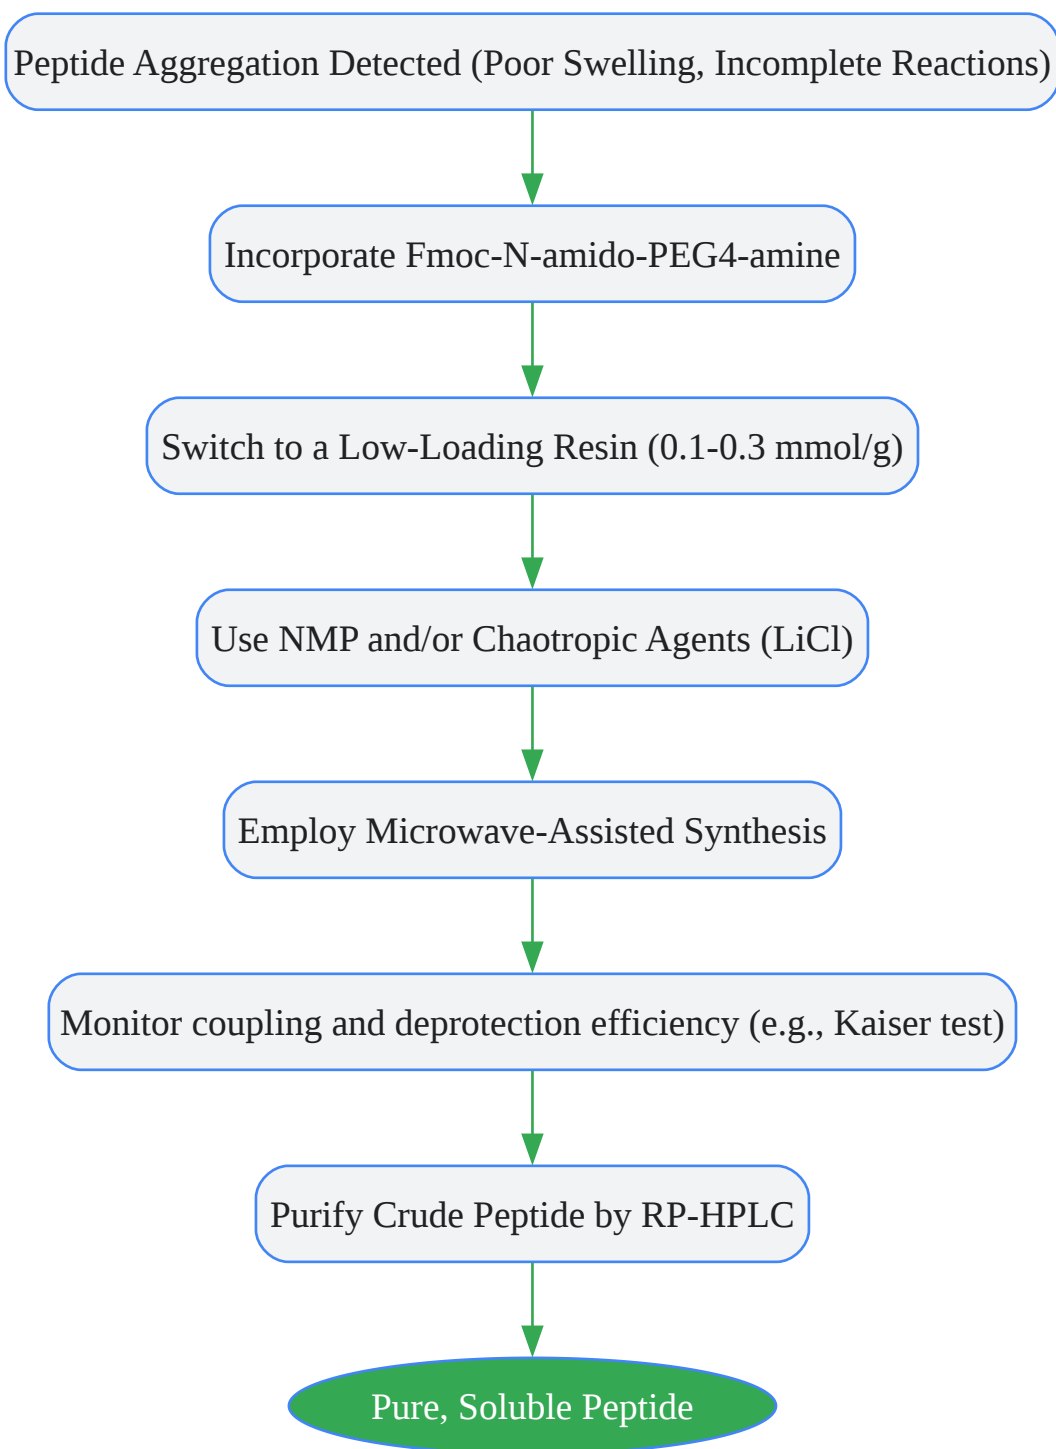 Peptide Aggregation Detected (Poor Swelling, Incomplete Reactions)
Incorporate Fmoc-N-amido-PEG4-amine
Switch to a Low-Loading Resin (0.1-0.3 mmol/g)
Use NMP and/or Chaotropic Agents (LiCl)
Employ Microwave-Assisted Synthesis
Monitor coupling and deprotection efficiency (e.g., Kaiser test)
Purify Crude Peptide by RP-HPLC
Pure, Soluble Peptide